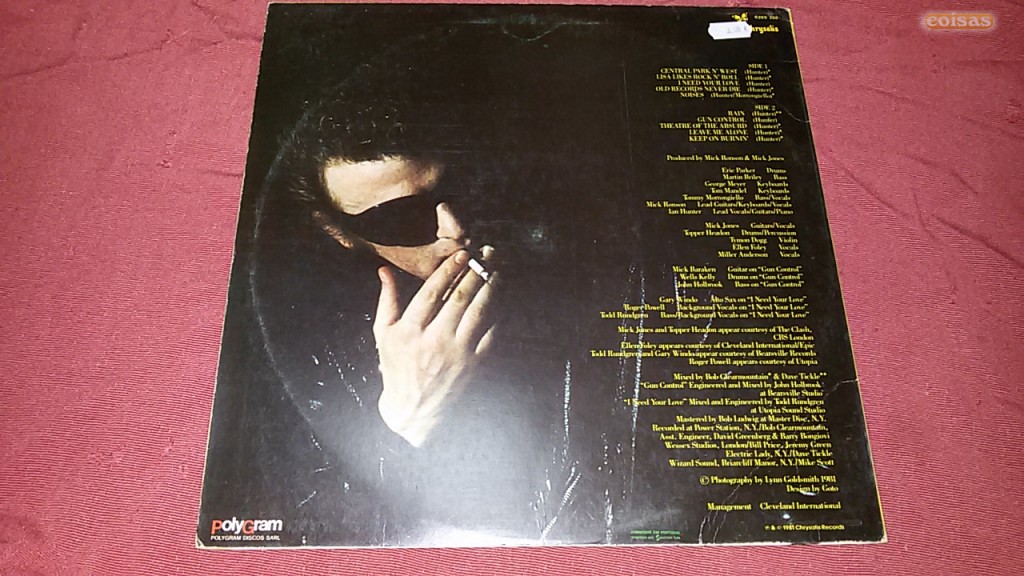 coisas
Chrysalis
SIDE 1
CENTRAL PARK N' WEST (Hunter)*
LISA LIKES ROCK N' ROLL (Hunter)*
I NEED YOUR LOVE (Hunter)
OLD RECORDS NEVER DIE (Hunter)*
NOISES (Hunter/Morrongiello)*
SIDE 2
RAIN (Hunter)**
GUN CONTROL (Hunter)
THEATRE OF THE ABSURD (Hunter)*
LEAVE ME ALONE (Hunter)*
KEEP ON BURNIN' (Hunter)*
Produced by Mick Ronson & Mick Jones
Eric Parker Drums
Martin Briley Bass
George Meyer Keyboards
Tom Mandel Keyboards
Tommy Morrongiello Bass/Vocals
Mick Ronson Lead Guitars/Keyboards/Vocals
Ian Hunter Lead Vocals/Guitars/Piano
Mick Jones Guitars/Vocals
Topper Headon Drums/Percussion
Tymon Dogg Violin
Ellen Foley Vocals
Miller Anderson Vocals
Mick Baraken Guitar on "Gun Control"
Wells Kelly Drums on "Gun Control"
John Holbrook Bass on "Gun Control"
Gary Windo Alto Sax on "I Need Your Love"
Roger Powell Background Vocals on "I Need Your Love"
Todd Rundgren Bass/Background Vocals on "I Need Your Love"
Mick Jones and Topper Headon appear courtesy of The Clash,
CBS London
Ellen Foley appears courtesy of Cleveland International/Epic
Todd Rundgren and Gary Windo appear courtesy of Bearsville Records
Roger Powell appears courtesy of Utopia
Mixed by Bob Clearmountain* & Dave Tickle**
"Gun Control" Engineered and Mixed by John Holbrook
at Bearsville Studio
"I Need Your Love" Mixed and Engineered by Todd Rundgren
at Utopia Sound Studio
Mastered by Bob Ludwig at Master Disc, N.Y.
Recorded at Power Station, N.Y./Bob Clearmountain,
Asst. Engineer, David Greenberg & Barry Bongiovi
Wessex Studios, London/Bill Price, Jeremy Green
Electric Lady, N.Y./Dave Tickle
Wizard Sound, Briarcliff Manor, N.Y./Mike Scott
© Photography by Lynn Goldsmith 1981
Design by Goto
Management Cleveland International
℗ & © 1981 Chrysalis Records
PolyGram
POLYGRAM DISCOS SARL